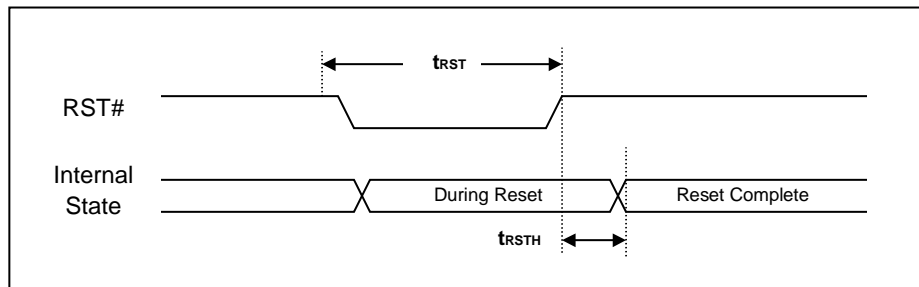 tRST
RST#
Internal
State
During Reset
Reset Complete
tRSTH